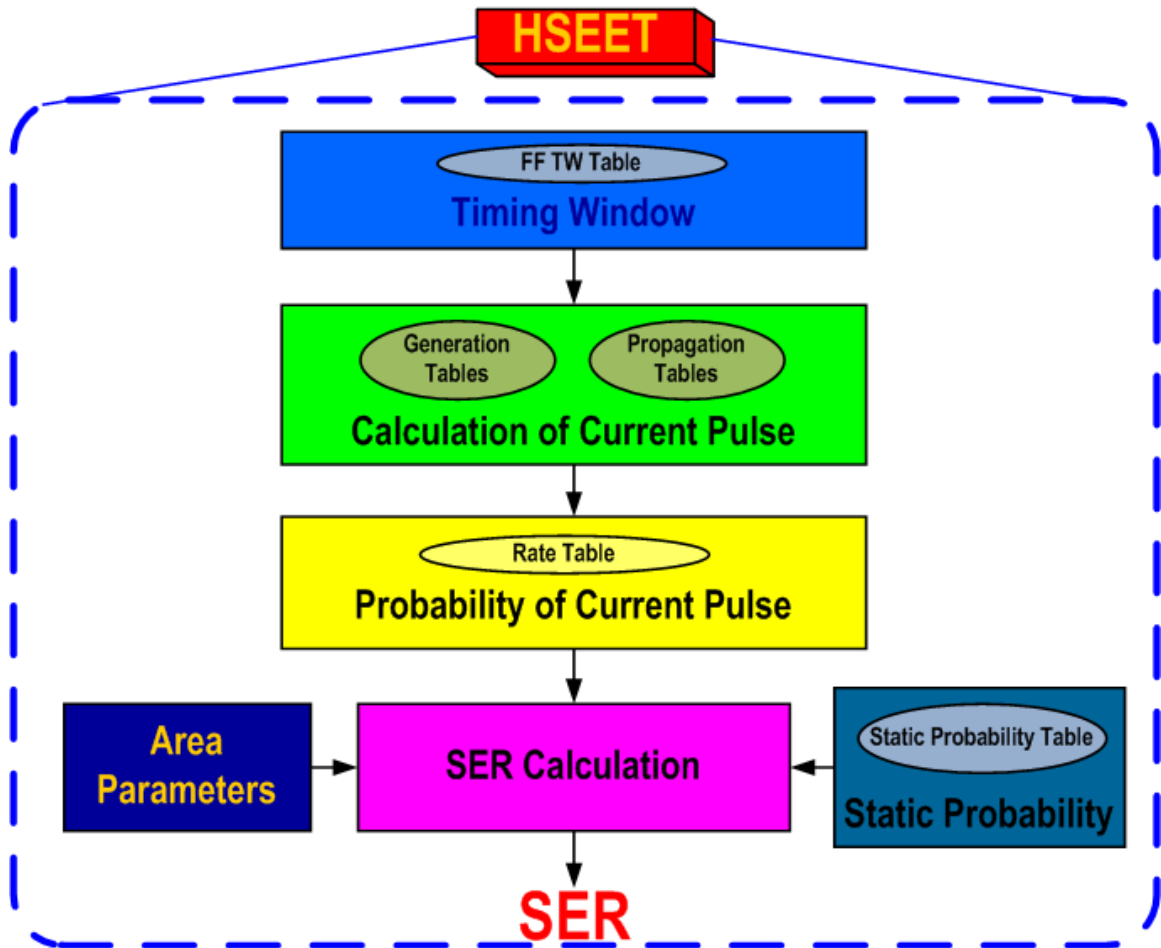 HSEET
FF TW Table
Timing Window
Generation
Tables
Propagation
Tables
Calculation of Current Pulse
Rate Table
Probability of Current Pulse
Area
Parameters
SER Calculation
Static Probability Table
Static Probability
SER